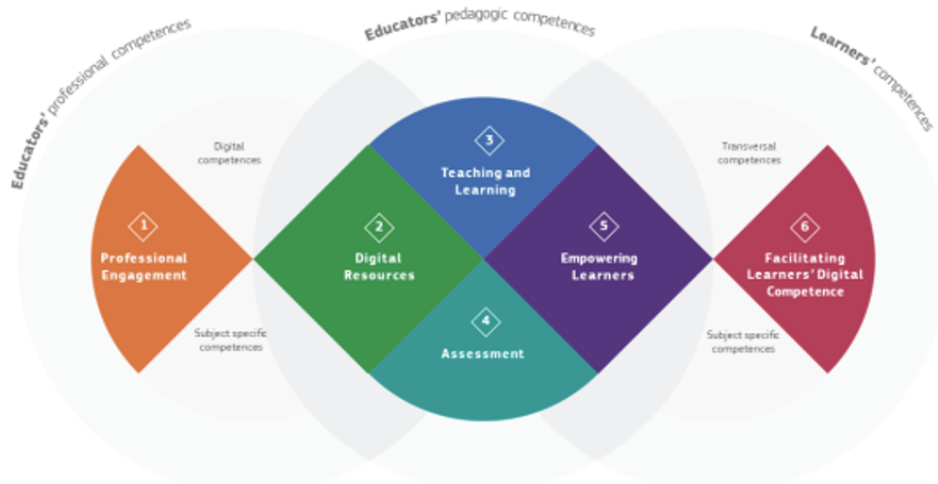 Educators' professional competences
Educators' pedagogic competences
Learners' competences
Digital
competences
Transversal
competences
1
Professional
Engagement
2
Digital
Resources
3
Teaching and
Learning
4
Assessment
5
Empowering
Learners
6
Facilitating
Learners' Digital
Competence
Subject specific
competences
Subject specific
competences